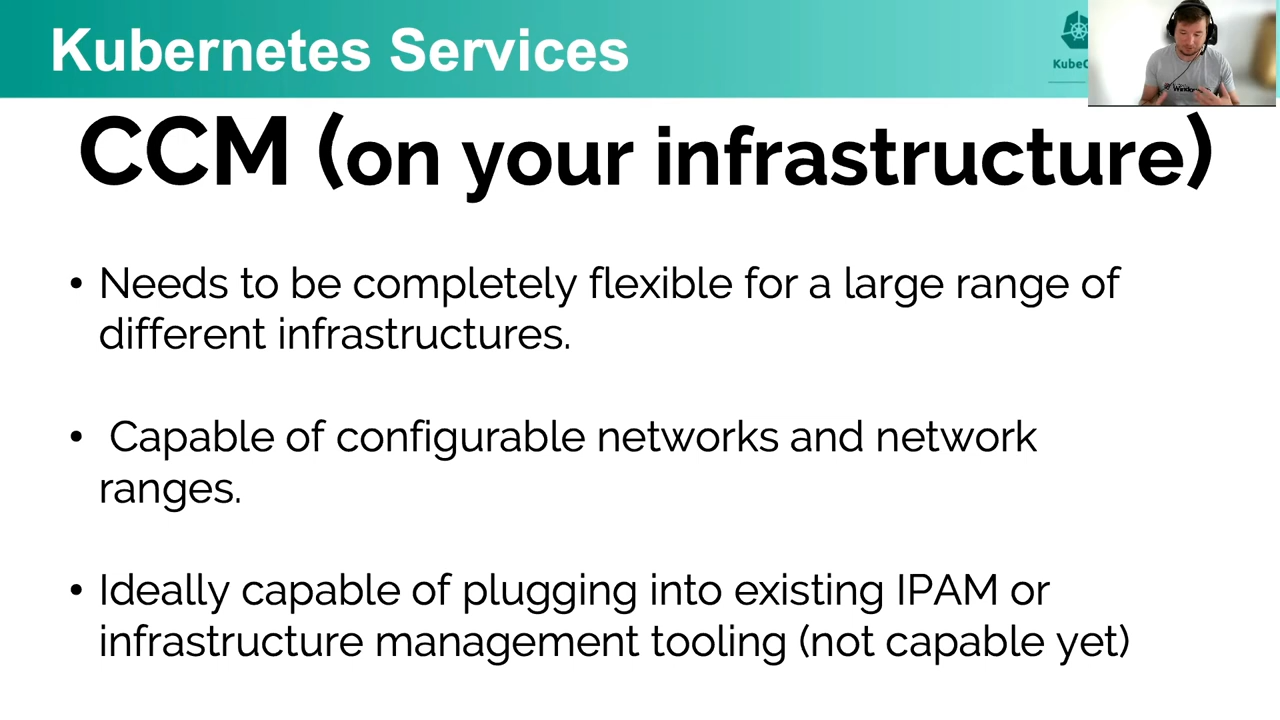 Kubernetes Services
CCM (on your infrastructure)
• Needs to be completely flexible for a large range of
different infrastructures.
• Capable of configurable networks and network
ranges.
• Ideally capable of plugging into existing IPAM or
infrastructure management tooling (not capable yet)